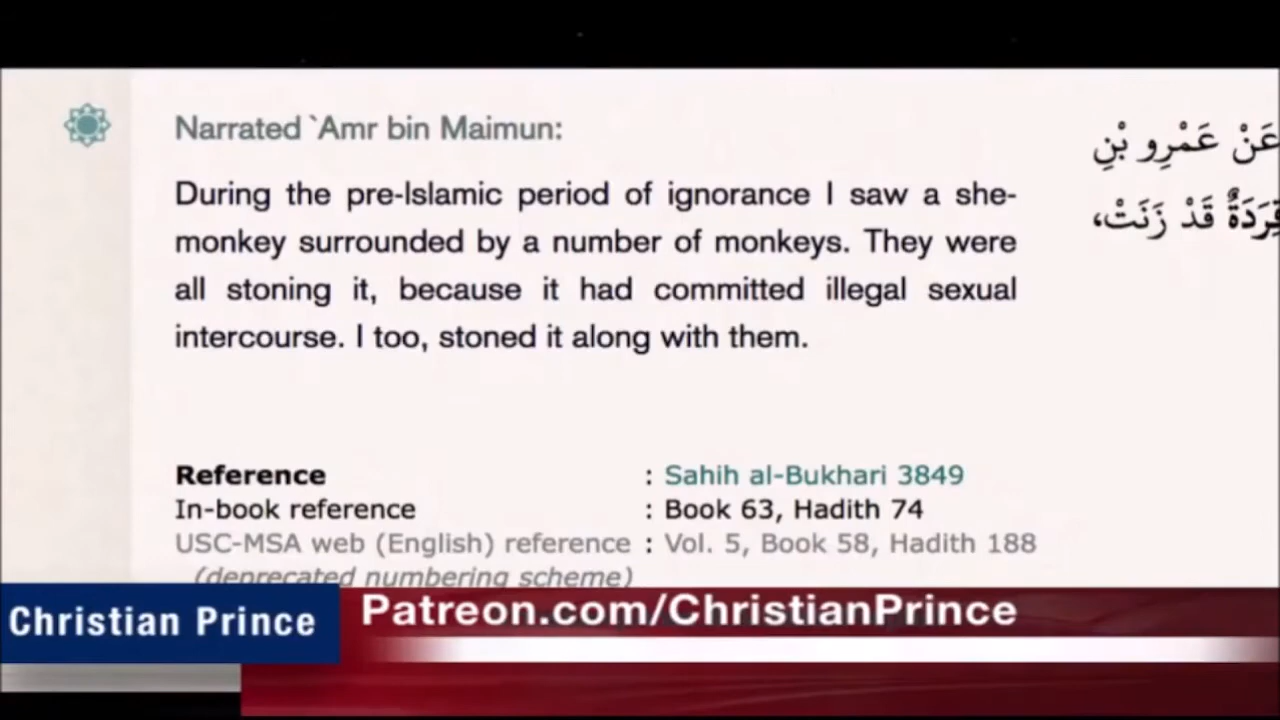 Narrated `Amr bin Maimun:
عَنْ عَمْرِو بْنِ
During the pre-Islamic period of ignorance I saw a she-
قِرَدَةٌ قَدْ زَنَتْ،
monkey surrounded by a number of monkeys. They were
all stoning it, because it had committed illegal sexual
intercourse. I too, stoned it along with them.
Reference : Sahih al-Bukhari 3849
In-book reference : Book 63, Hadith 74
USC-MSA web (English) reference : Vol. 5, Book 58, Hadith 188
(deprecated numbering scheme)
Christian Prince
Patreon.com/ChristianPrince